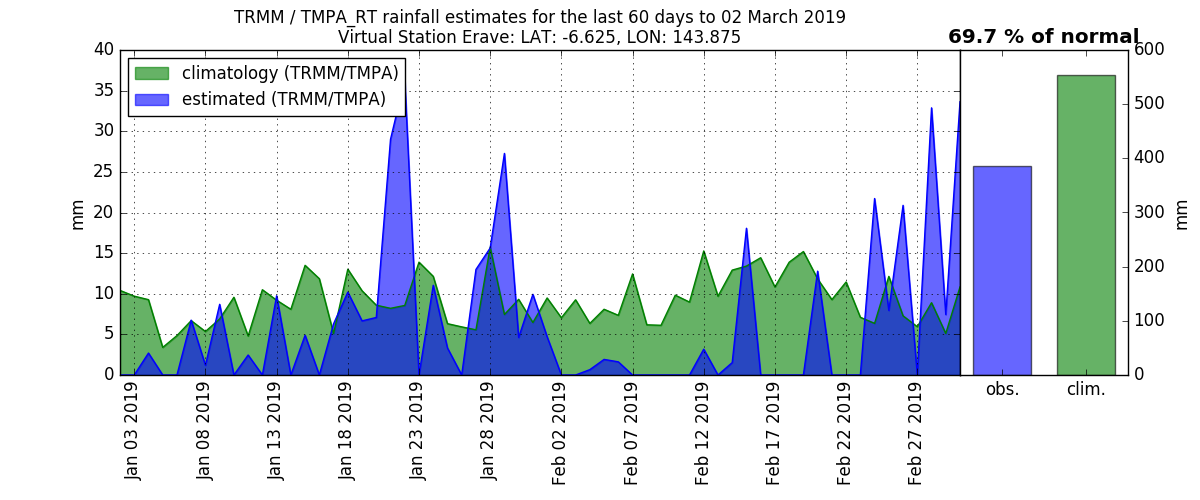 TRMM / TMPA_RT rainfall estimates for the last 60 days to 02 March 2019
Virtual Station Erave: LAT: -6.625, LON: 143.875
69.7 % of normal
climatology (TRMM/TMPA)
estimated (TRMM/TMPA)
40
35
30
25
20
15
10
5
0
mm
Jan 03 2019
Jan 08 2019
Jan 13 2019
Jan 18 2019
Jan 23 2019
Jan 28 2019
Feb 02 2019
Feb 07 2019
Feb 12 2019
Feb 17 2019
Feb 22 2019
Feb 27 2019
obs.
clim.
600
500
400
300
200
100
0
mm